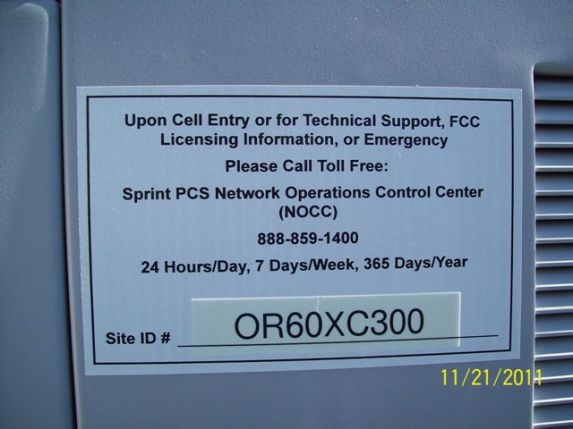 Upon Cell Entry or for Technical Support, FCC
Licensing Information, or Emergency
Please Call Toll Free:
Sprint PCS Network Operations Control Center
(NOCC)
888-859-1400
24 Hours/Day, 7 Days/Week, 365 Days/Year
Site ID # OR60XC300
11/21/2011